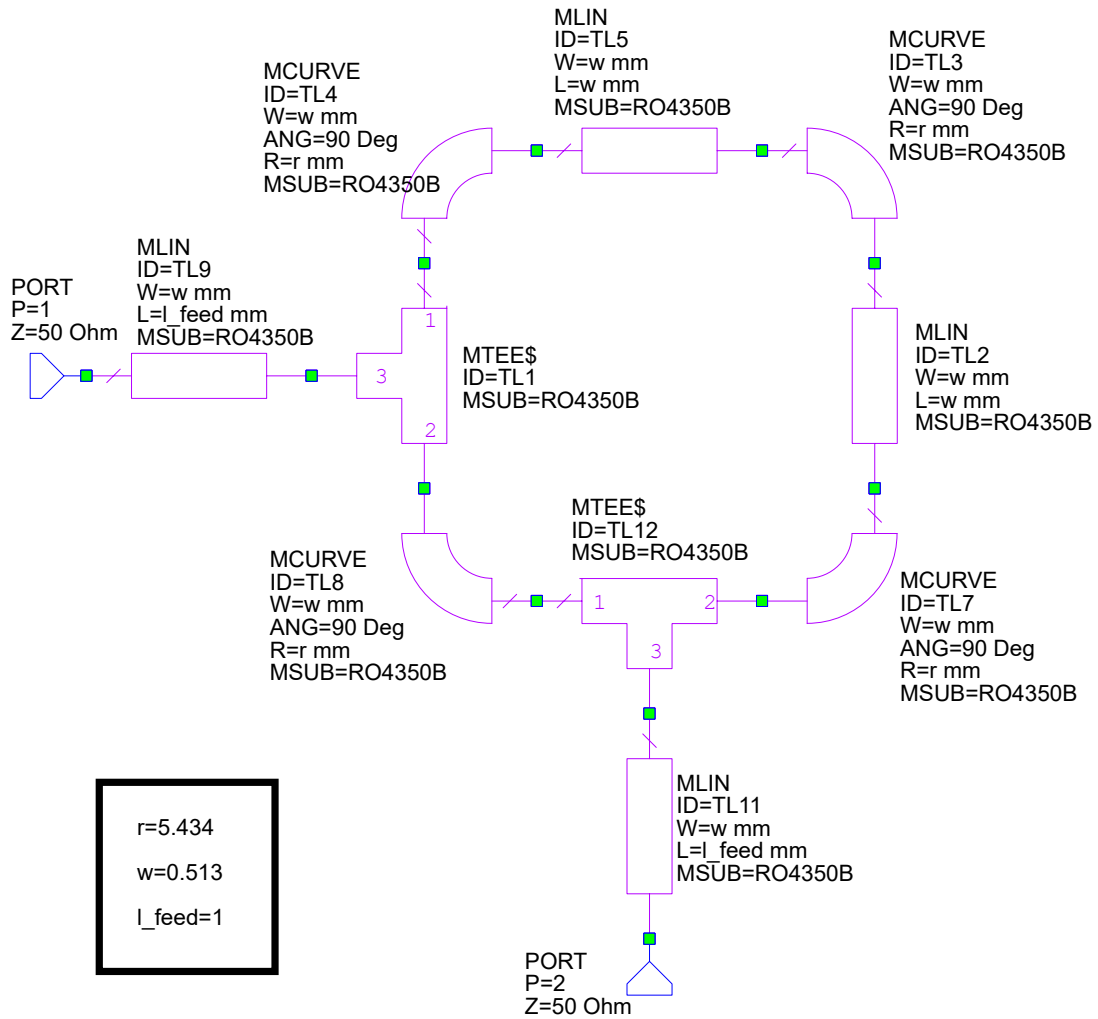 MLIN
ID=TL5
W=w mm
L=w mm
MSUB=RO4350B
MCURVE
ID=TL3
W=w mm
ANG=90 Deg
R=r mm
MSUB=RO4350B
MCURVE
ID=TL4
W=w mm
ANG=90 Deg
R=r mm
MSUB=RO4350B
MLIN
ID=TL9
W=w mm
L=l_feed mm
MSUB=RO4350B
PORT
P=1
Z=50 Ohm
1
3
2
MTEE$
ID=TL1
MSUB=RO4350B
MLIN
ID=TL2
W=w mm
L=w mm
MSUB=RO4350B
MTEE$
ID=TL12
MSUB=RO4350B
1
2
3
MCURVE
ID=TL8
W=w mm
ANG=90 Deg
R=r mm
MSUB=RO4350B
MCURVE
ID=TL7
W=w mm
ANG=90 Deg
R=r mm
MSUB=RO4350B
MLIN
ID=TL11
W=w mm
L=l_feed mm
MSUB=RO4350B
r=5.434
w=0.513
l_feed=1
PORT
P=2
Z=50 Ohm